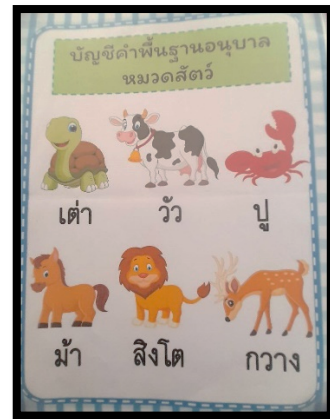 บัญชีคำพื้นฐานอนุบาล
หมวดสัตว์
เต่า วัว ปู
ม้า สิงโต กวาง